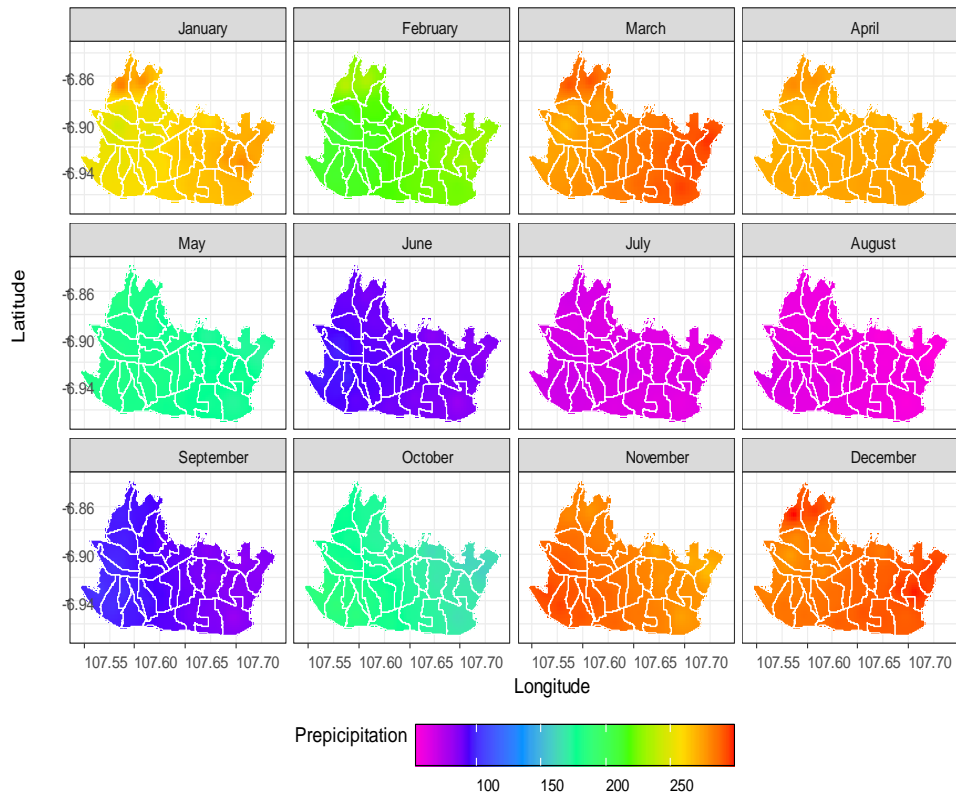 January February March April
-6.86
-6.90
-6.94
May June July August
Latitude
-6.86
-6.90
-6.94
September October November December
-6.86
-6.90
-6.94
107.55 107.60 107.65 107.70 107.55 107.60 107.65 107.70 107.55 107.60 107.65 107.70 107.55 107.60 107.65 107.70
Longitude
Prepicipitation
100 150 200 250